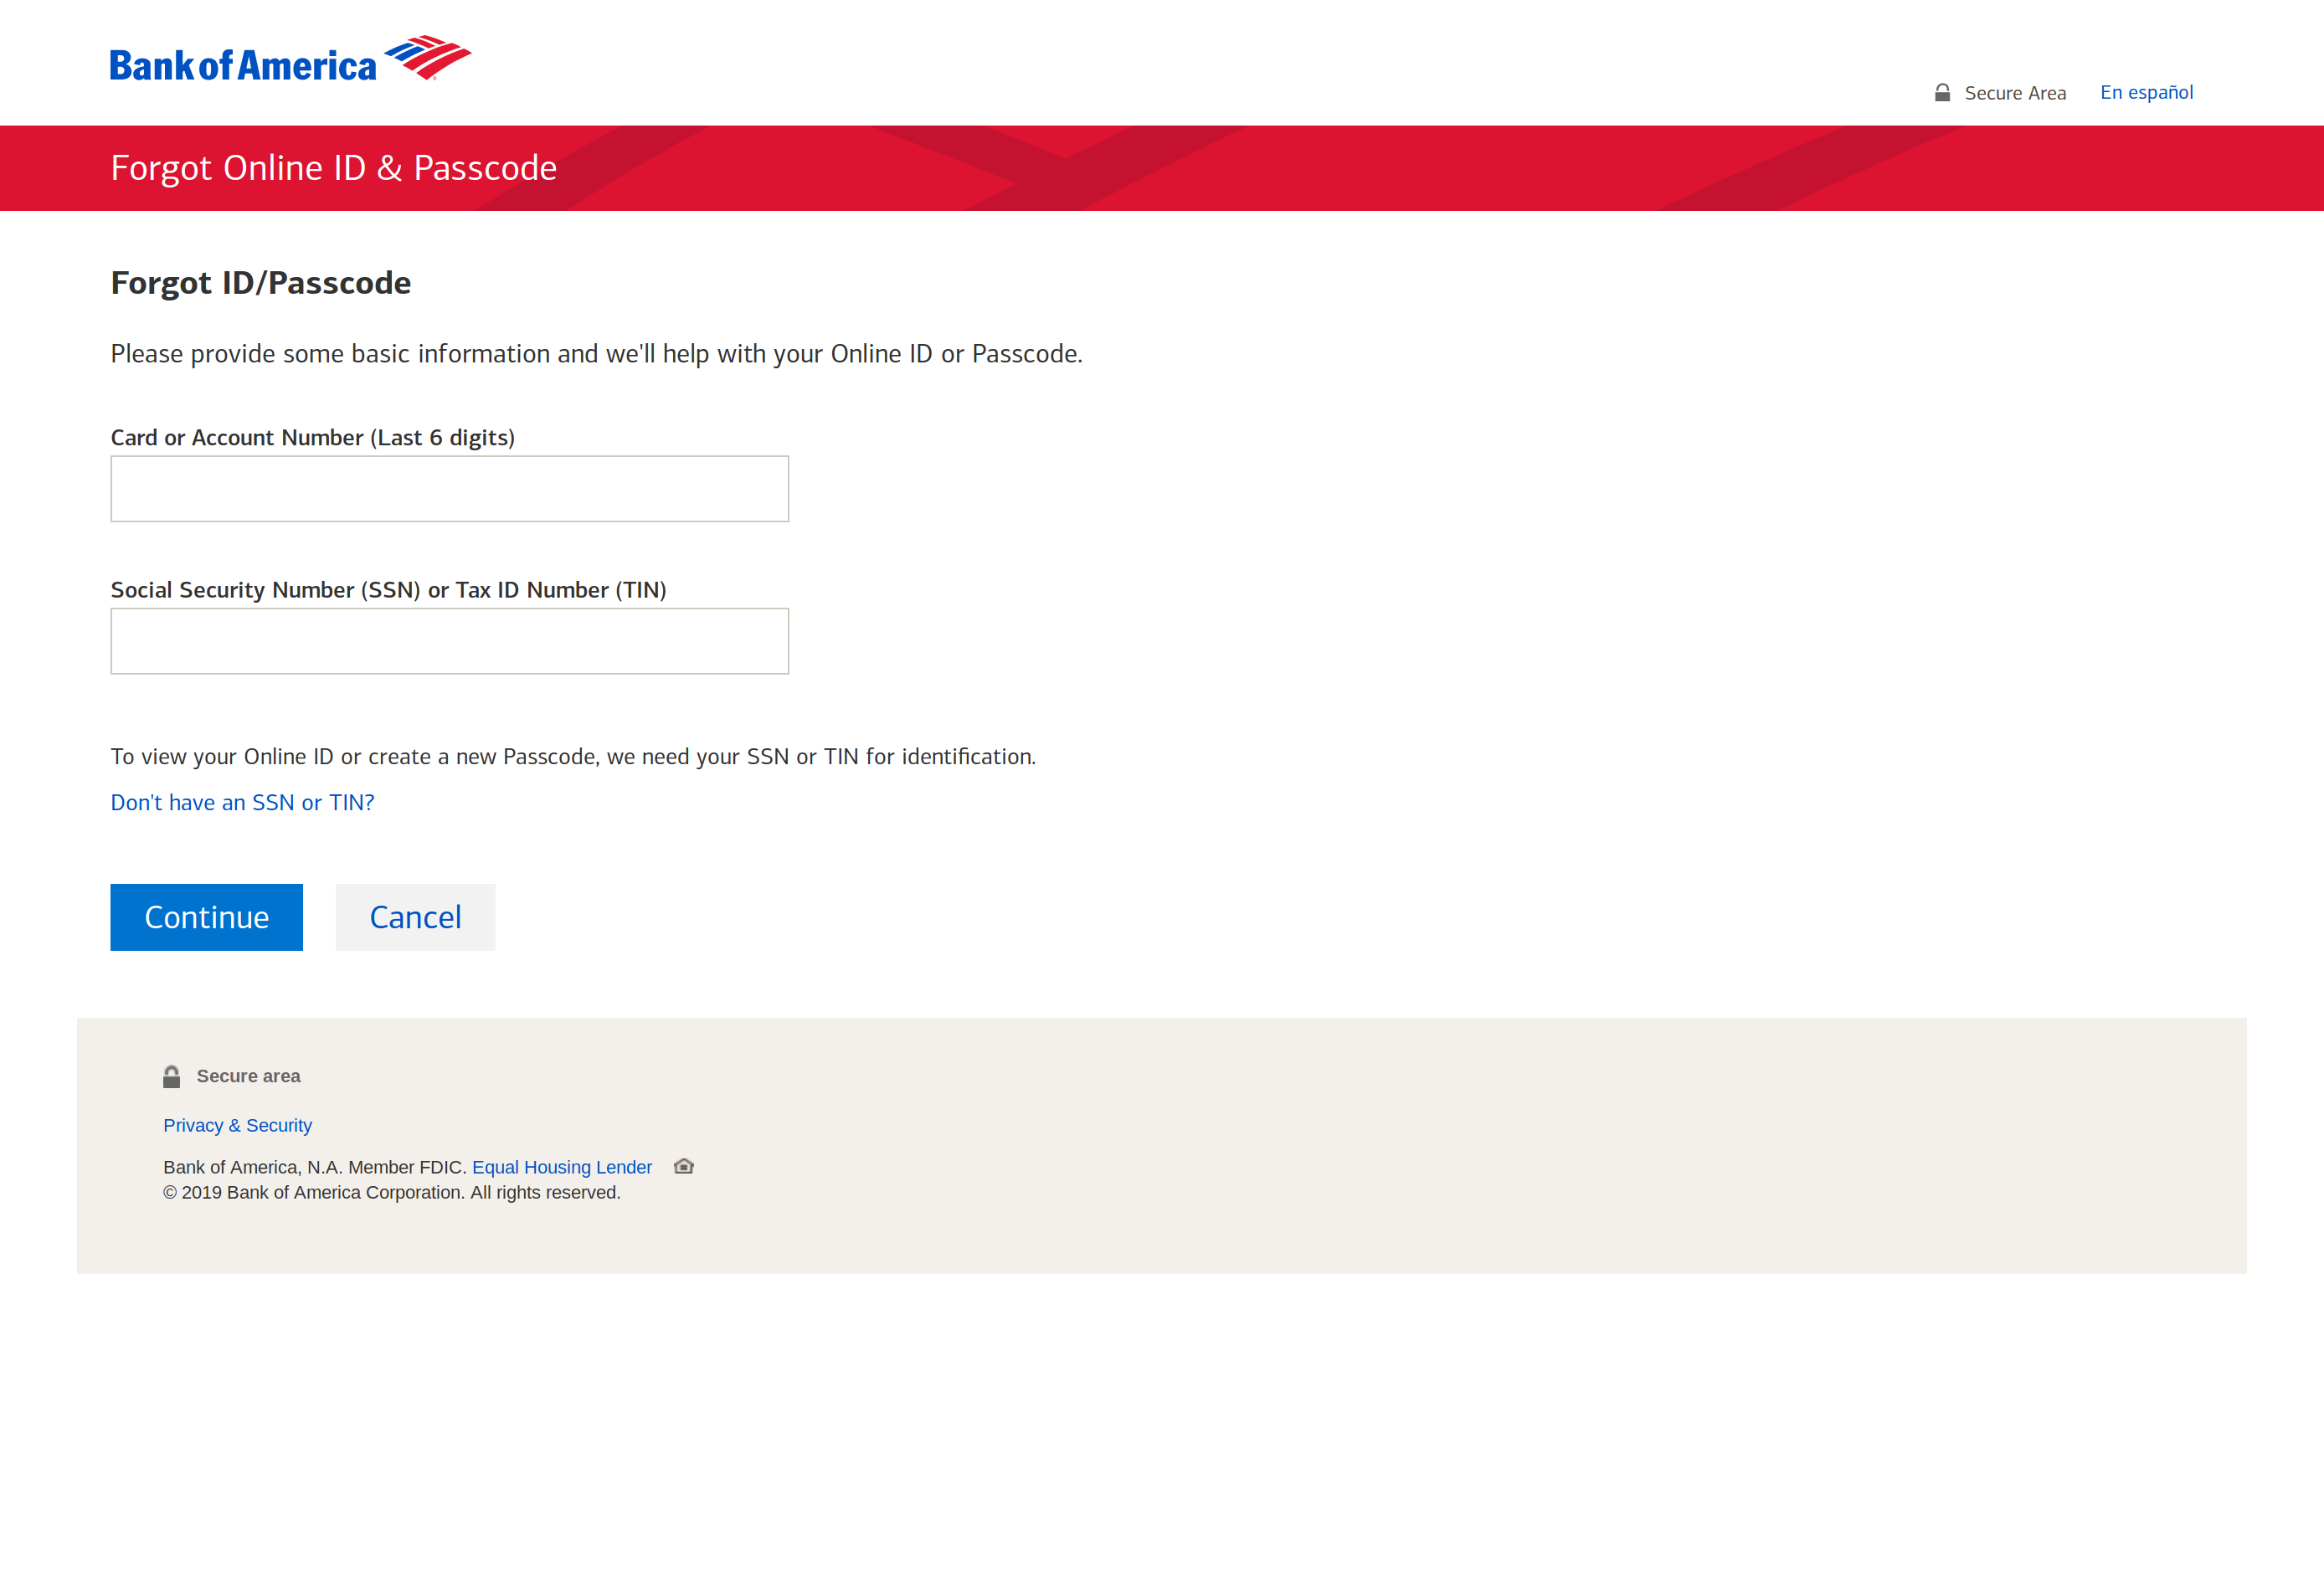 Bank of America
Secure Area
En español
Forgot Online ID & Passcode
Forgot ID/Passcode
Please provide some basic information and we'll help with your Online ID or Passcode.
Card or Account Number (Last 6 digits)
Social Security Number (SSN) or Tax ID Number (TIN)
To view your Online ID or create a new Passcode, we need your SSN or TIN for identification.
Don't have an SSN or TIN?
Continue
Cancel
Secure area
Privacy & Security
Bank of America, N.A. Member FDIC. Equal Housing Lender
© 2019 Bank of America Corporation. All rights reserved.